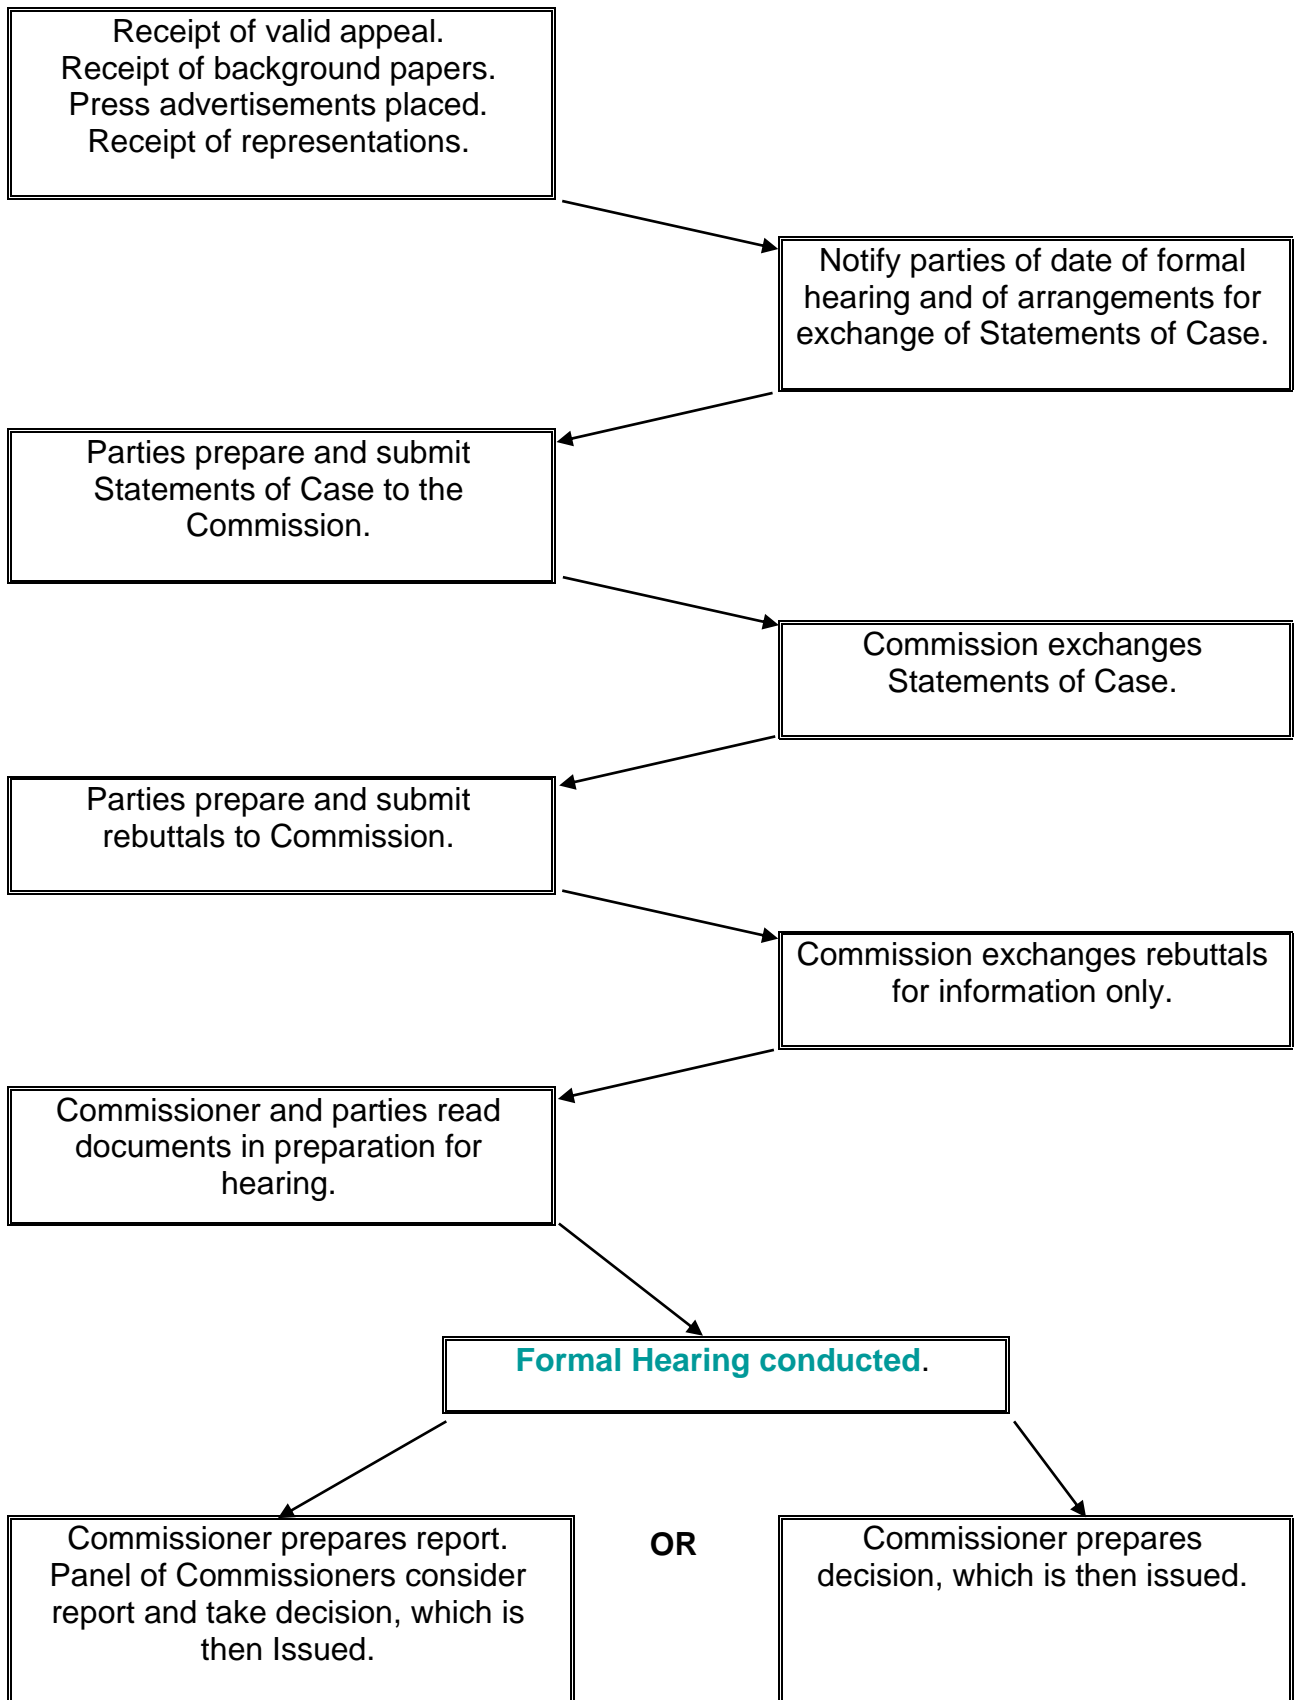 Receipt of valid appeal.
Receipt of background papers.
Press advertisements placed.
Receipt of representations.
Notify parties of date of formal
hearing and of arrangements for
exchange of Statements of Case.
Parties prepare and submit
Statements of Case to the
Commission.
Commission exchanges
Statements of Case.
Parties prepare and submit
rebuttals to Commission.
Commission exchanges rebuttals
for information only.
Commissioner and parties read
documents in preparation for
hearing.
Formal Hearing conducted.
Commissioner prepares report.
Panel of Commissioners consider
report and take decision, which is
then Issued.
OR
Commissioner prepares
decision, which is then issued.